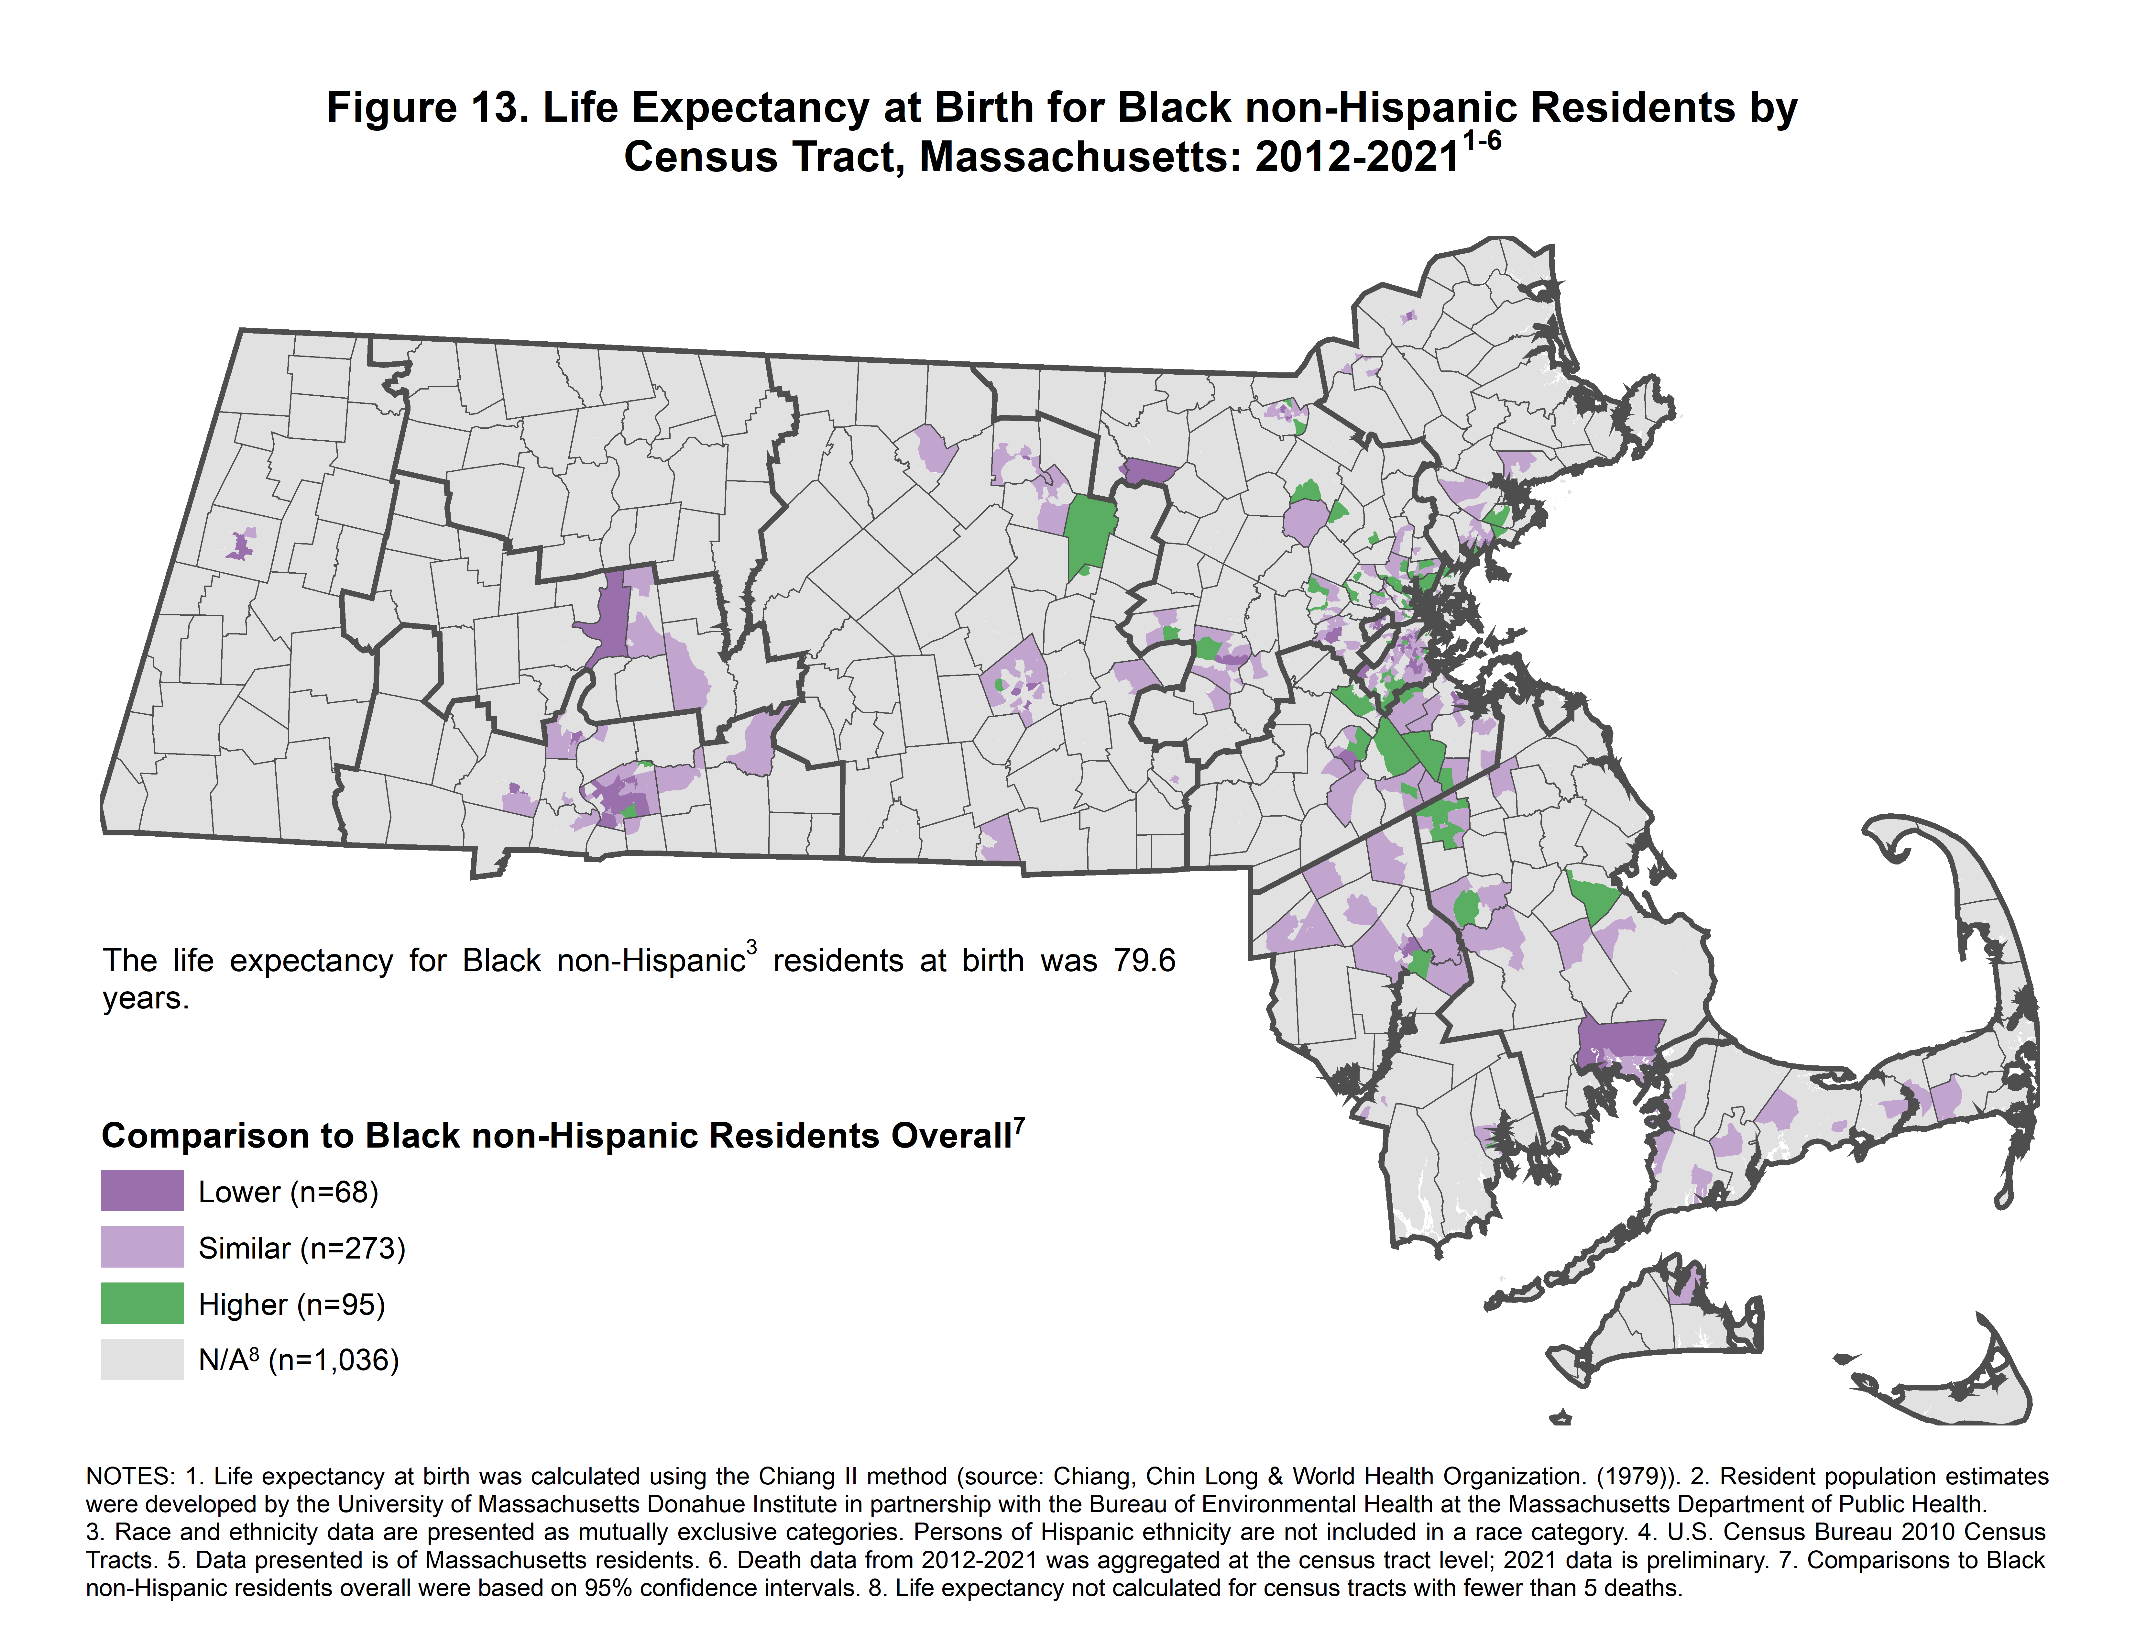 Figure 13. Life Expectancy at Birth for Black non-Hispanic Residents by
Census Tract, Massachusetts: 2012-2021¹⁻⁶
The life expectancy for Black non-Hispanic³ residents at birth was 79.6
years.
Comparison to Black non-Hispanic Residents Overall⁷
Lower (n=68)
Similar (n=273)
Higher (n=95)
N/A⁸ (n=1,036)
NOTES: 1. Life expectancy at birth was calculated using the Chiang II method (source: Chiang, Chin Long & World Health Organization. (1979)). 2. Resident population estimates
were developed by the University of Massachusetts Donahue Institute in partnership with the Bureau of Environmental Health at the Massachusetts Department of Public Health.
3. Race and ethnicity data are presented as mutually exclusive categories. Persons of Hispanic ethnicity are not included in a race category. 4. U.S. Census Bureau 2010 Census
Tracts. 5. Data presented is of Massachusetts residents. 6. Death data from 2012-2021 was aggregated at the census tract level; 2021 data is preliminary. 7. Comparisons to Black
non-Hispanic residents overall were based on 95% confidence intervals. 8. Life expectancy not calculated for census tracts with fewer than 5 deaths.